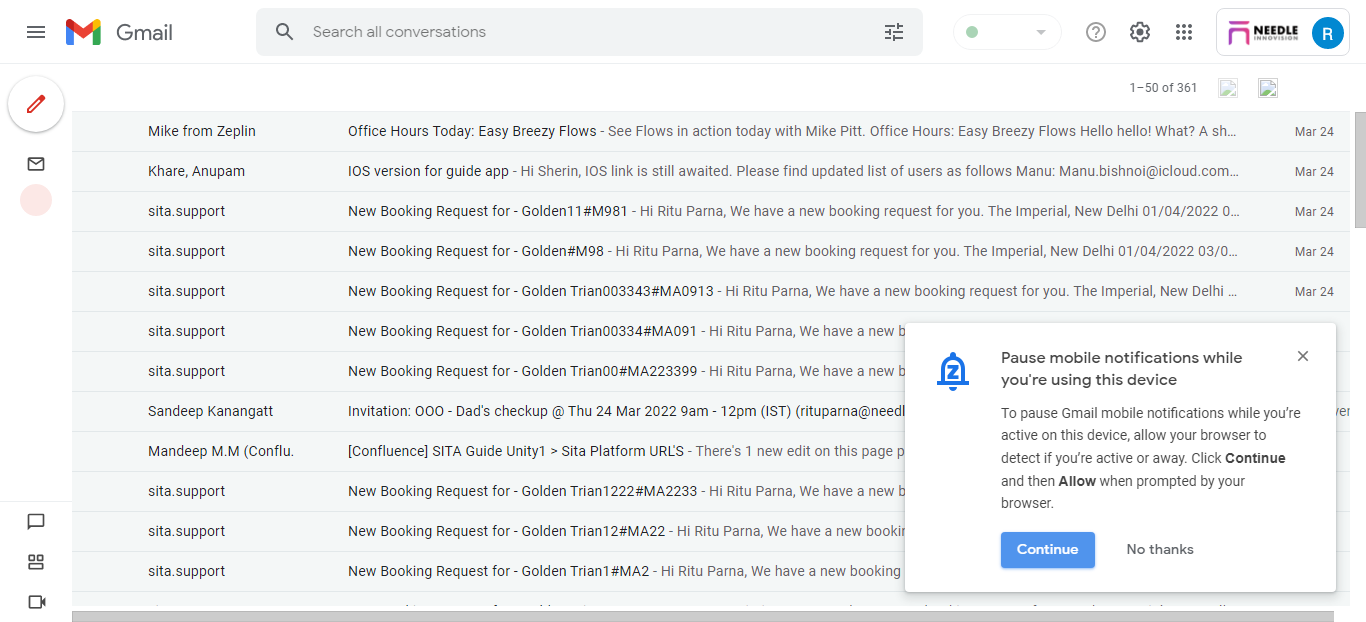 Gmail
Search all conversations
NEEDLE
INNOVISION
R
1–50 of 361
Mike from Zeplin Office Hours Today: Easy Breezy Flows - See Flows in action today with Mike Pitt. Office Hours: Easy Breezy Flows Hello hello! What? A sh… Mar 24
Khare, Anupam IOS version for guide app - Hi Sherin, IOS link is still awaited. Please find updated list of users as follows Manu: Manu.bishnoi@icloud.com… Mar 24
sita.support New Booking Request for - Golden11#M981 - Hi Ritu Parna, We have a new booking request for you. The Imperial, New Delhi 01/04/2022 0… Mar 24
sita.support New Booking Request for - Golden#M98 - Hi Ritu Parna, We have a new booking request for you. The Imperial, New Delhi 01/04/2022 03/0… Mar 24
sita.support New Booking Request for - Golden Trian003343#MA0913 - Hi Ritu Parna, We have a new booking request for you. The Imperial, New Delhi … Mar 24
sita.support New Booking Request for - Golden Trian00334#MA091 - Hi Ritu Parna, We have a new b
sita.support New Booking Request for - Golden Trian00#MA223399 - Hi Ritu Parna, We have a new b
Sandeep Kanangatt Invitation: OOO - Dad's checkup @ Thu 24 Mar 2022 9am - 12pm (IST) (rituparna@needl
Mandeep M.M (Conflu. [Confluence] SITA Guide Unity1 > Sita Platform URL'S - There's 1 new edit on this page p
sita.support New Booking Request for - Golden Trian1222#MA2233 - Hi Ritu Parna, We have a new b
sita.support New Booking Request for - Golden Trian12#MA22 - Hi Ritu Parna, We have a new bookin
sita.support New Booking Request for - Golden Trian1#MA2 - Hi Ritu Parna, We have a new booking
Pause mobile notifications while
you're using this device
To pause Gmail mobile notifications while you're
active on this device, allow your browser to
detect if you're active or away. Click Continue
and then Allow when prompted by your
browser.
Continue No thanks